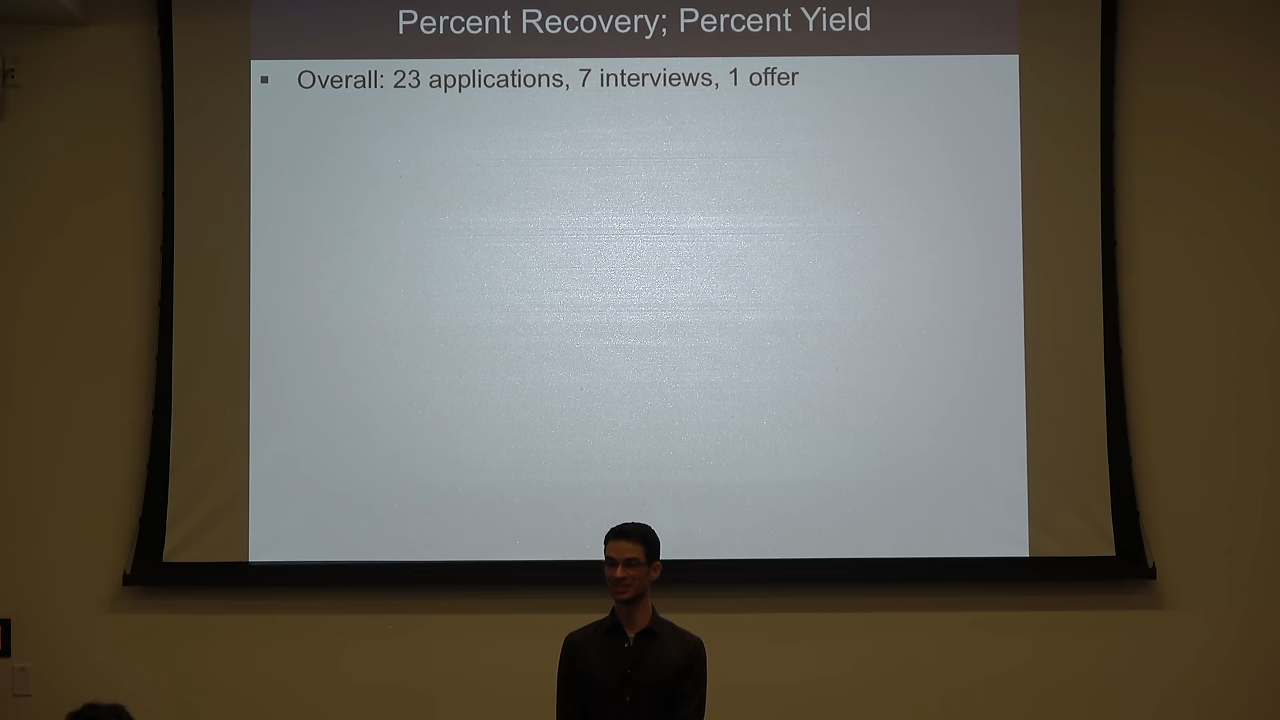 Percent Recovery; Percent Yield
▪ Overall: 23 applications, 7 interviews, 1 offer